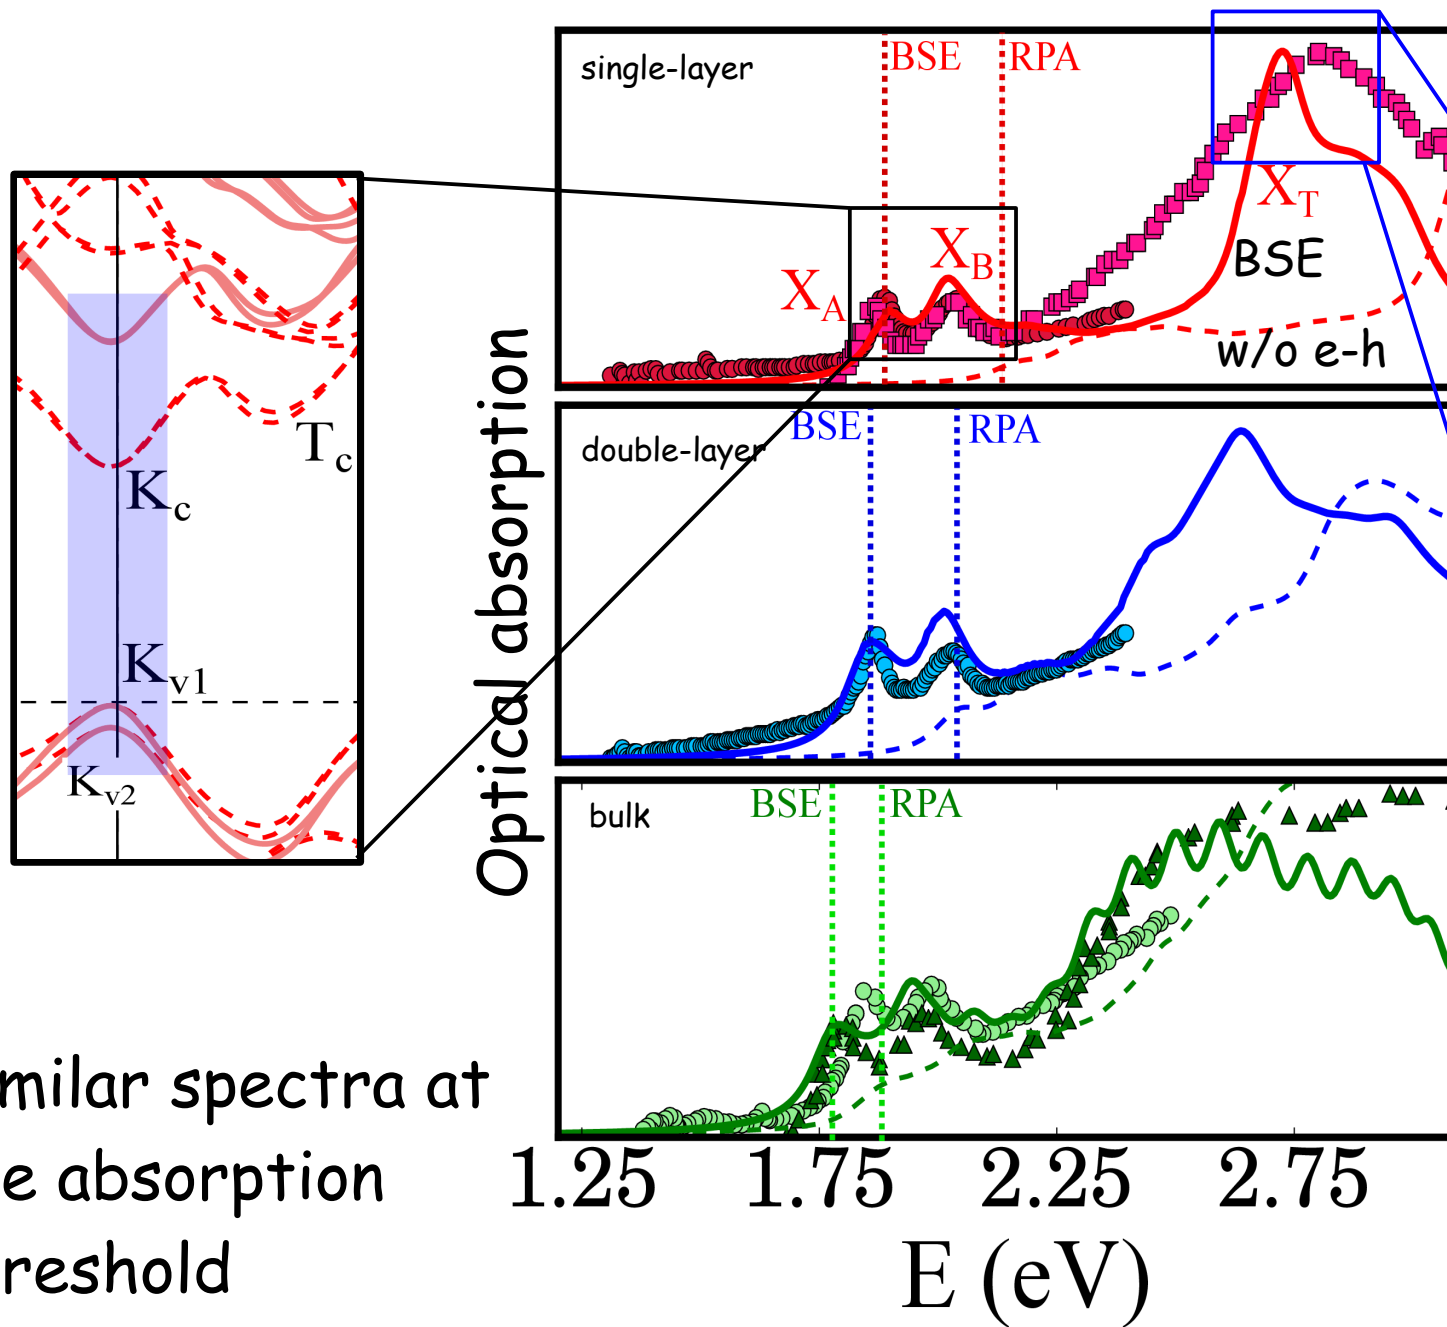 single-layer
BSE
RPA
X_A
X_B
X_T
BSE
w/o e-h
T_c
K_c
K_v1
K_v2
Optical absorption
double-layer
BSE
RPA
bulk
BSE
RPA
1.25 1.75 2.25 2.75
E (eV)
milar spectra at
e absorption
reshold